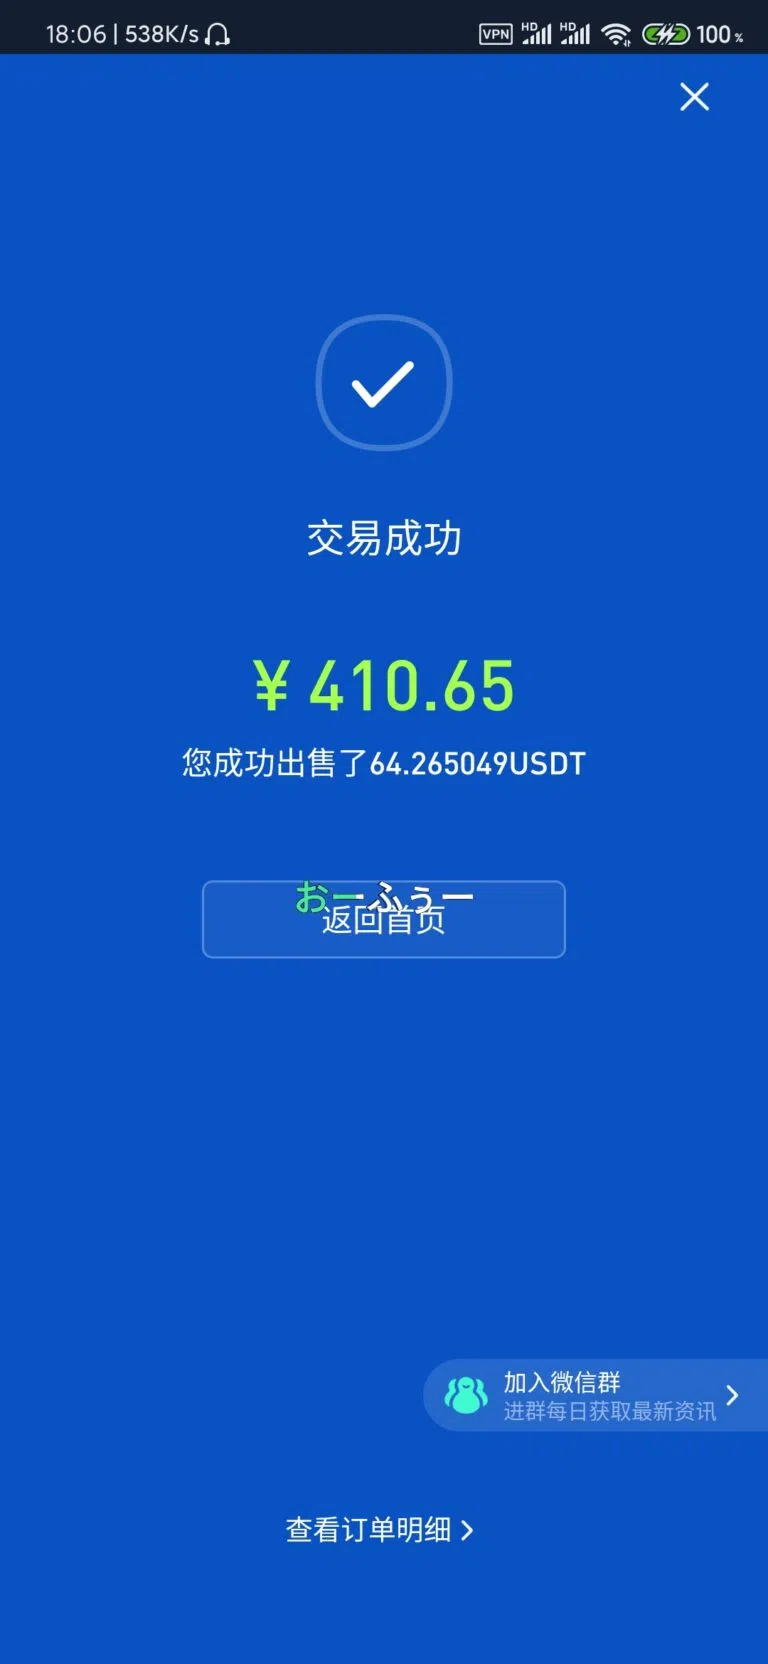 18:06 | 538K/s
VPN HD HD 100%
交易成功
¥ 410.65
您成功出售了64.265049USDT
おーふぅー
返回首页
加入微信群
进群每日获取最新资讯
查看订单明细